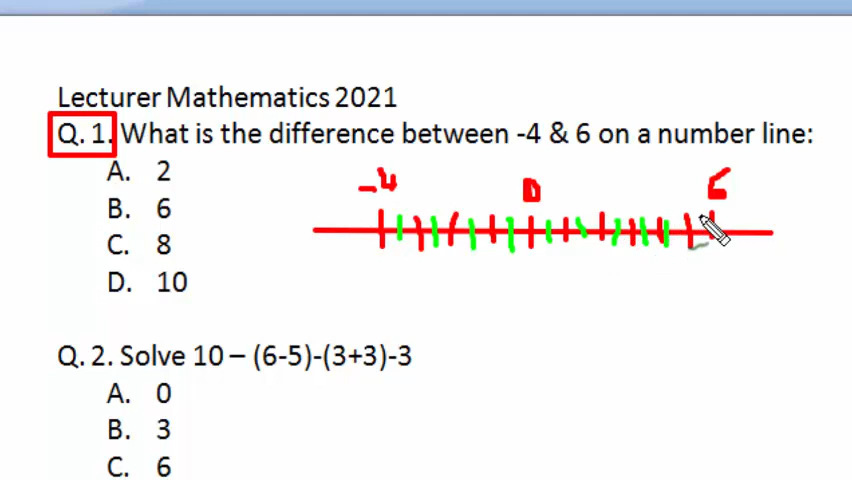 Lecturer Mathematics 2021
Q. 1. What is the difference between -4 & 6 on a number line:
A. 2
-4 0 6
B. 6
C. 8
D. 10
Q. 2. Solve 10 – (6-5)-(3+3)-3
A. 0
B. 3
C. 6